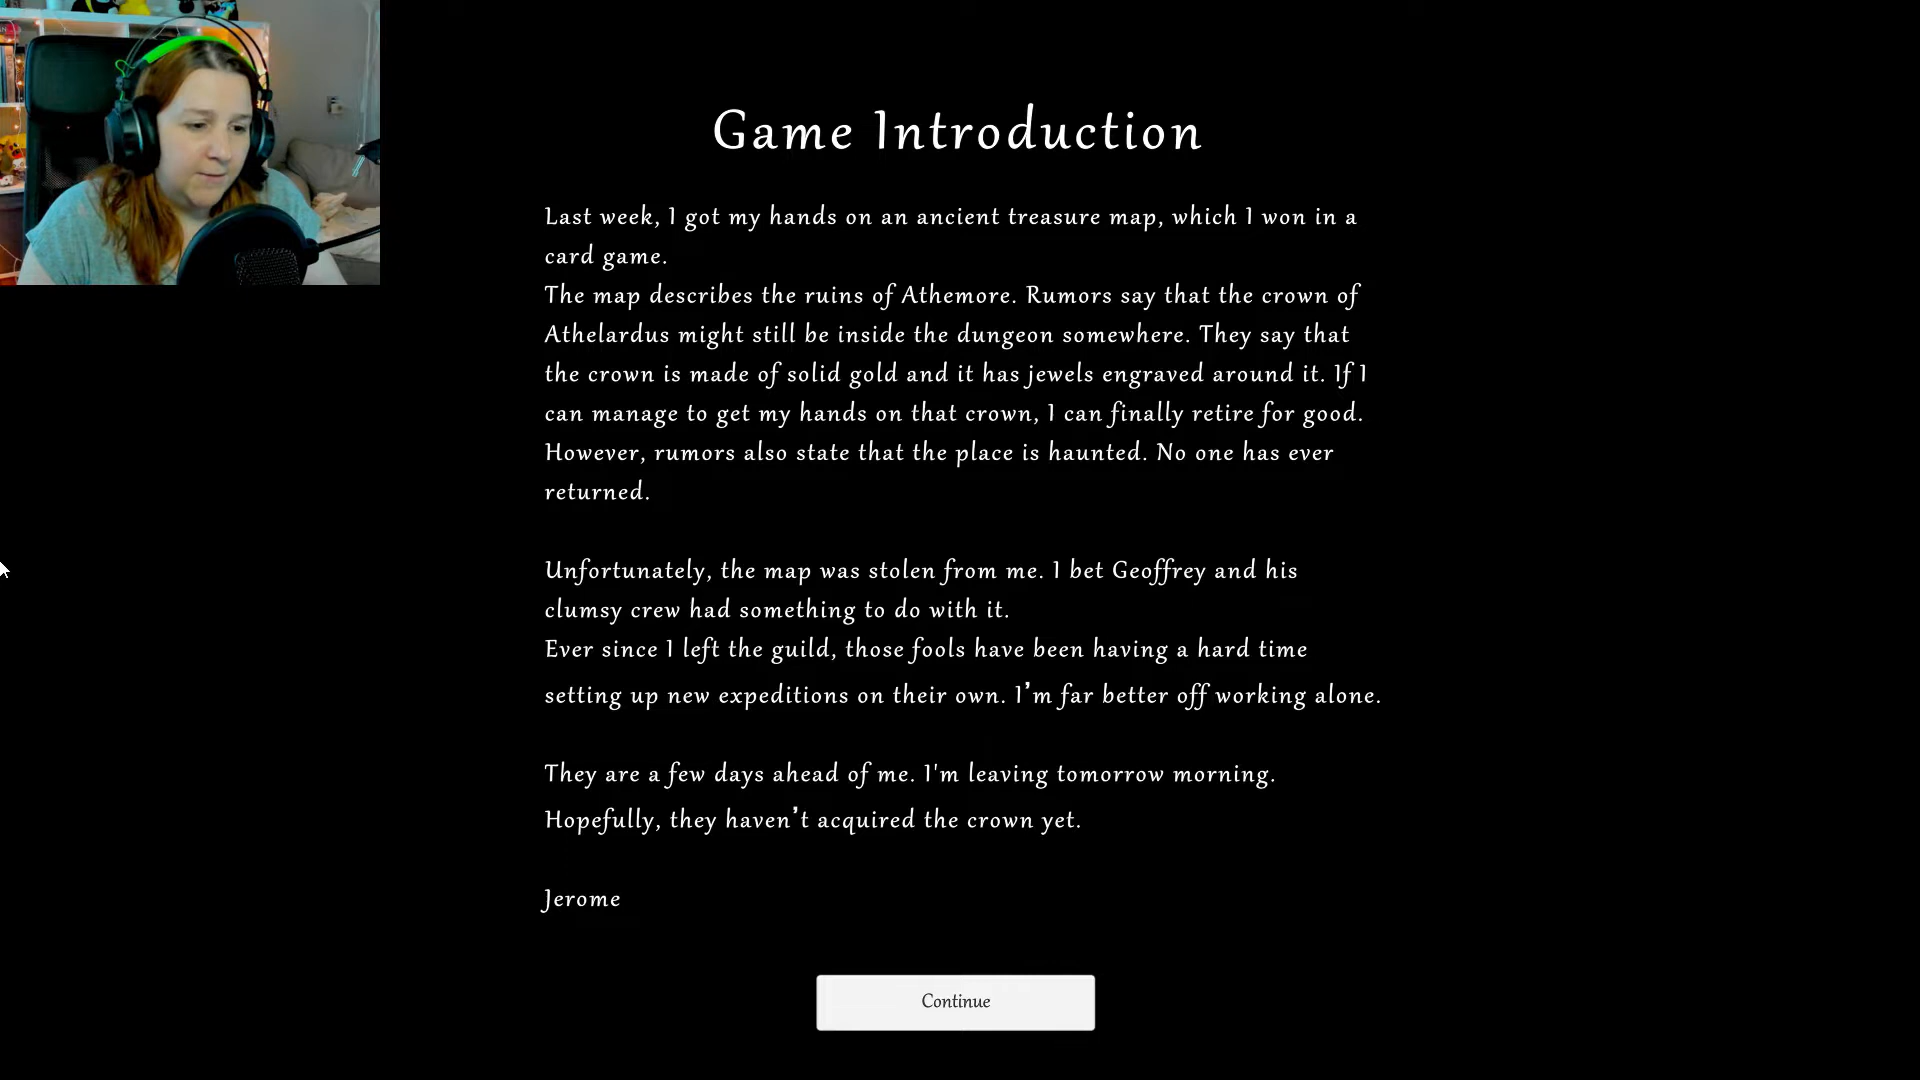 Game Introduction
Last week, I got my hands on an ancient treasure map, which I won in a
card game.
The map describes the ruins of Athemore. Rumors say that the crown of
Athelardus might still be inside the dungeon somewhere. They say that
the crown is made of solid gold and it has jewels engraved around it. If I
can manage to get my hands on that crown, I can finally retire for good.
However, rumors also state that the place is haunted. No one has ever
returned.
Unfortunately, the map was stolen from me. I bet Geoffrey and his
clumsy crew had something to do with it.
Ever since I left the guild, those fools have been having a hard time
setting up new expeditions on their own. I’m far better off working alone.
They are a few days ahead of me. I'm leaving tomorrow morning.
Hopefully, they haven’t acquired the crown yet.
Jerome
Continue